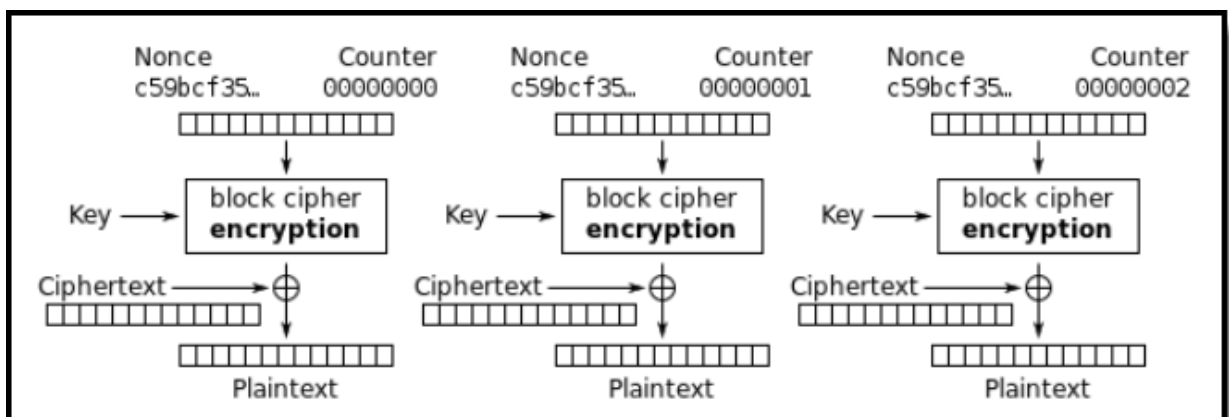 Nonce Counter Nonce Counter Nonce Counter
c59bcf35… 00000000 c59bcf35… 00000001 c59bcf35… 00000002
Key block cipher Key block cipher Key block cipher
encryption encryption encryption
Ciphertext Ciphertext Ciphertext
Plaintext Plaintext Plaintext